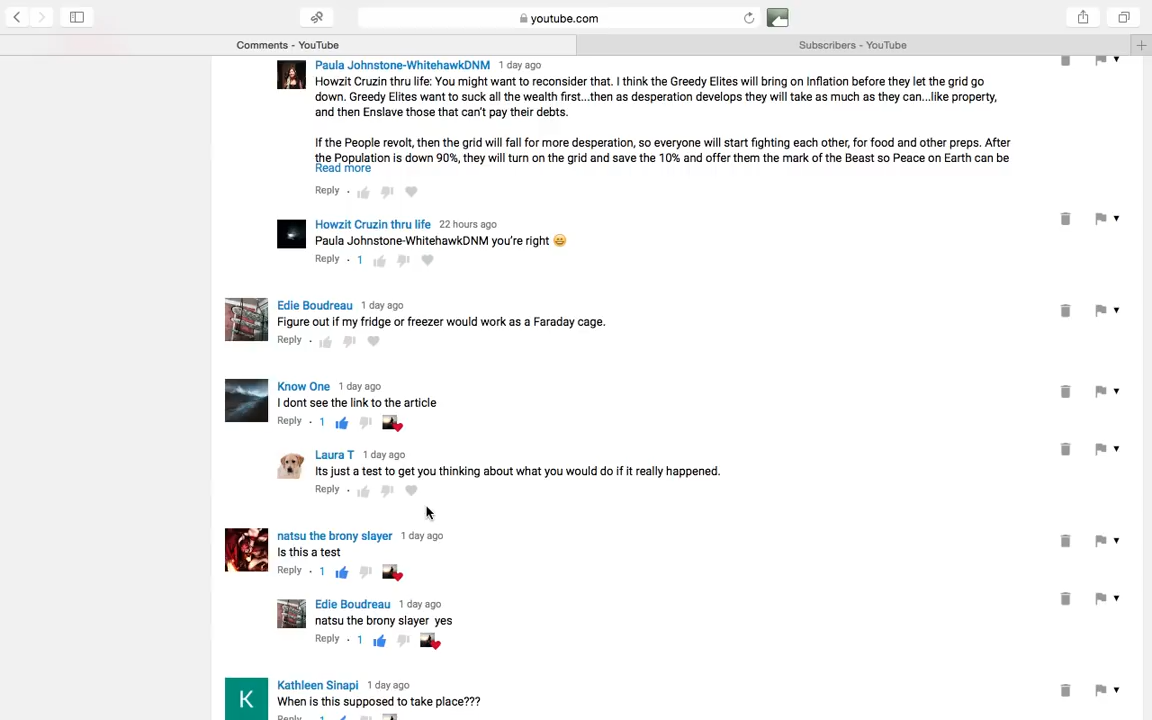 youtube.com
Comments - YouTube
Subscribers - YouTube
Paula Johnstone-WhitehawkDNM 1 day ago
Howzit Cruzin thru life: You might want to reconsider that. I think the Greedy Elites will bring on Inflation before they let the grid go
down. Greedy Elites want to suck all the wealth first...then as desperation develops they will take as much as they can...like property,
and then Enslave those that can't pay their debts.
If the People revolt, then the grid will fall for more desperation, so everyone will start fighting each other, for food and other preps. After
the Population is down 90%, they will turn on the grid and save the 10% and offer them the mark of the Beast so Peace on Earth can be
Read more
Reply ·
Howzit Cruzin thru life 22 hours ago
Paula Johnstone-WhitehawkDNM you're right 😄
Reply · 1
Edie Boudreau 1 day ago
Figure out if my fridge or freezer would work as a Faraday cage.
Reply ·
Know One 1 day ago
I dont see the link to the article
Reply · 1
Laura T 1 day ago
Its just a test to get you thinking about what you would do if it really happened.
Reply ·
natsu the brony slayer 1 day ago
Is this a test
Reply · 1
Edie Boudreau 1 day ago
natsu the brony slayer yes
Reply · 1
K
Kathleen Sinapi 1 day ago
When is this supposed to take place???
Reply · 1